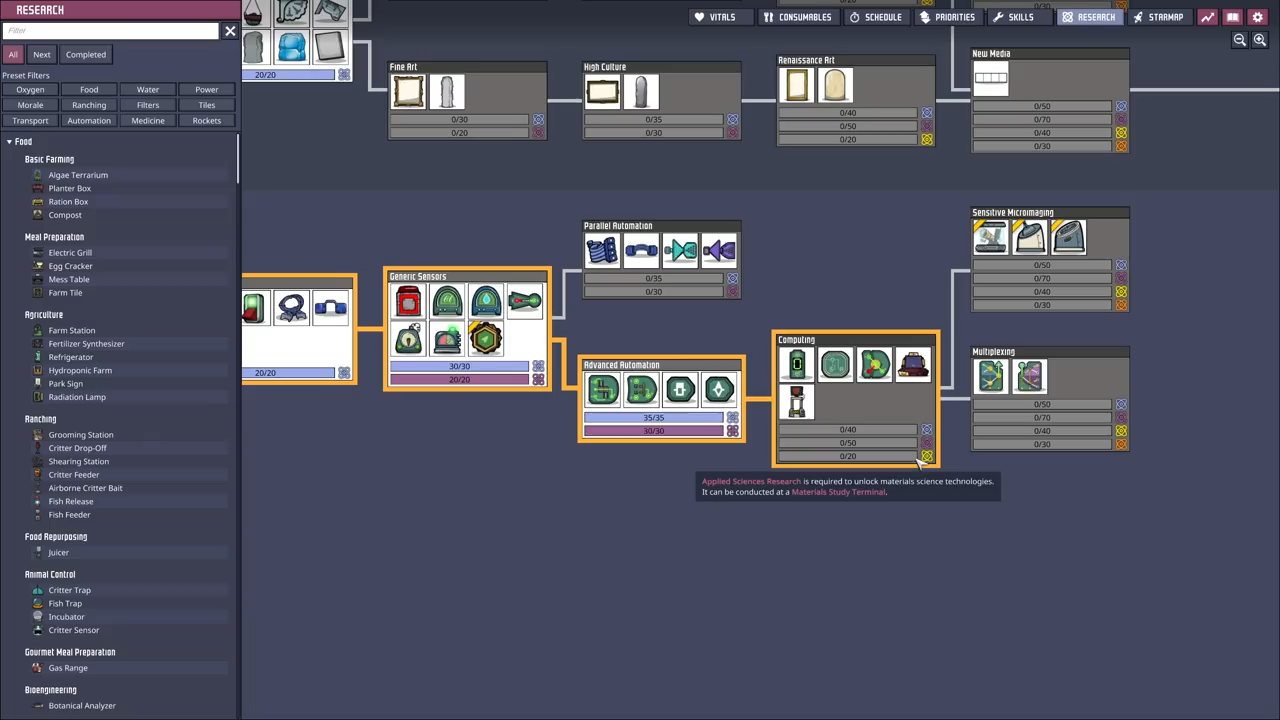 RESEARCH
Filter
All
Next
Completed
Preset Filters
Oxygen
Food
Water
Power
Morale
Ranching
Filters
Tiles
Transport
Automation
Medicine
Rockets
Food
Basic Farming
Algae Terrarium
Planter Box
Ration Box
Compost
Meal Preparation
Electric Grill
Egg Cracker
Mess Table
Farm Tile
Agriculture
Farm Station
Fertilizer Synthesizer
Refrigerator
Hydroponic Farm
Park Sign
Radiation Lamp
Ranching
Grooming Station
Critter Drop-Off
Shearing Station
Critter Feeder
Airborne Critter Bait
Fish Release
Fish Feeder
Food Repurposing
Juicer
Animal Control
Critter Trap
Fish Trap
Incubator
Critter Sensor
Gourmet Meal Preparation
Gas Range
Bioengineering
Botanical Analyzer
VITALS
CONSUMABLES
SCHEDULE
PRIORITIES
SKILLS
RESEARCH
STARMAP
20/20
Fine Art
0/30
0/20
High Culture
0/35
0/30
Renaissance Art
0/40
0/50
0/20
New Media
0/50
0/70
0/40
0/30
20/20
Generic Sensors
30/30
20/20
Parallel Automation
0/35
0/30
Advanced Automation
35/35
30/30
Computing
0/40
0/50
0/20
Sensitive Microimaging
0/50
0/70
0/40
0/30
Multiplexing
0/50
0/70
0/40
0/30
Applied Sciences Research is required to unlock materials science technologies.
It can be conducted at a Materials Study Terminal.